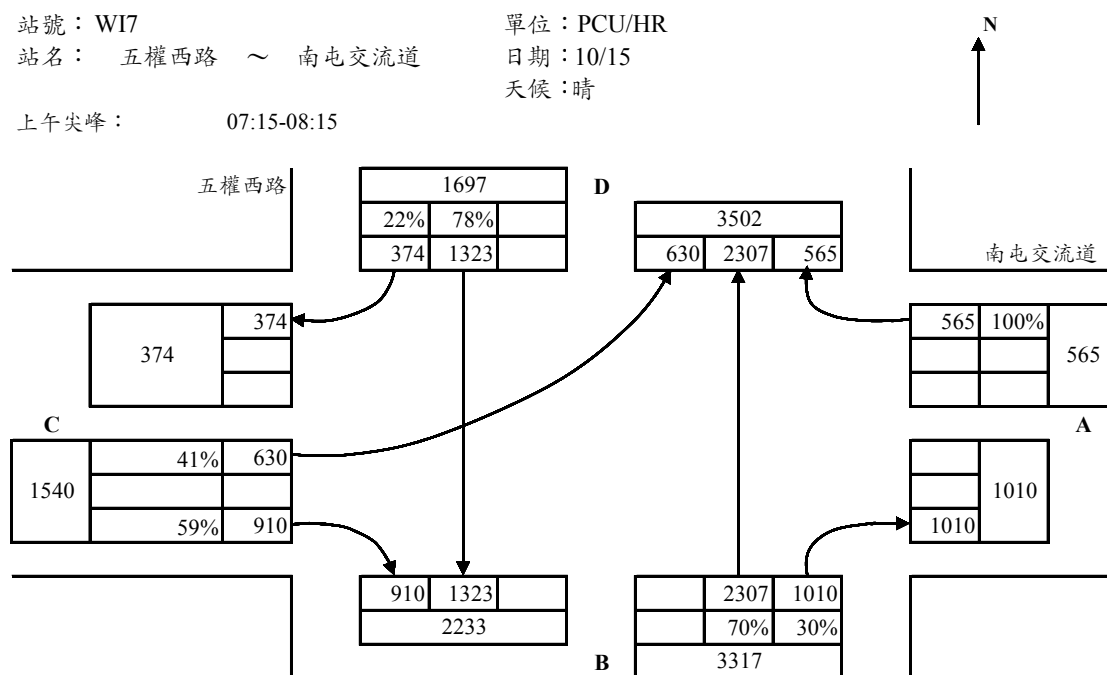 站號：WI7
單位：PCU/HR
站名： 五權西路 ～ 南屯交流道
日期：10/15
天候：晴
N
上午尖峰： 07:15-08:15
五權西路
1697
22% 78%
374 1323
D
3502
630 2307 565
南屯交流道
374
374
565 100%
565
C
A
1540
41% 630
59% 910
1010
1010
910 1323
2233
B
2307 1010
70% 30%
3317